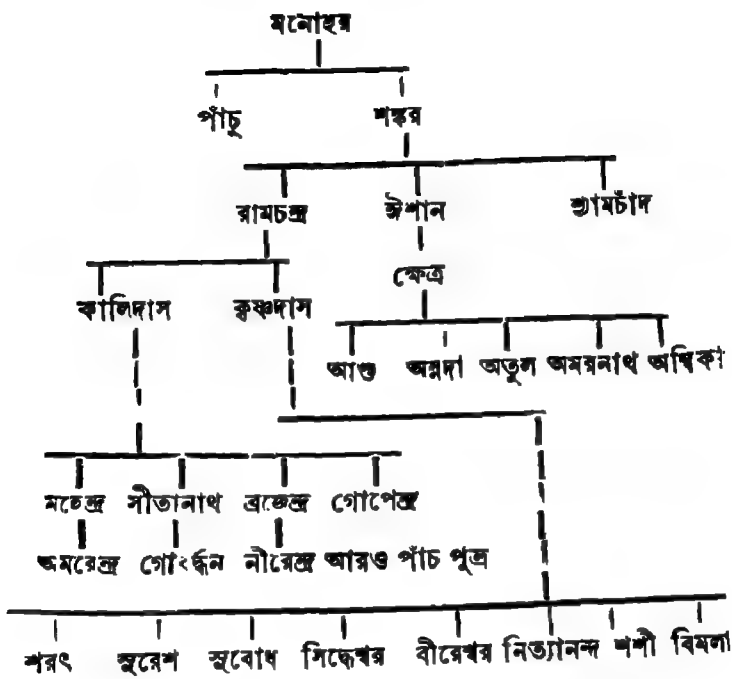 মনোহর
পাঁচু শঙ্কর
রামচন্দ্র ঈশান শ্যামচাঁদ
ক্ষেত্র
কালিদাস কৃষ্ণদাস
আশু অন্নদা অতুল অমরনাথ অম্বিকা
মহেন্দ্র সীতানাথ ব্রজেন্দ্র গোপেন্দ্র
অমরেন্দ্র গোবর্দ্ধন নীরেন্দ্র আরও পাঁচ পুত্র
শরৎ সুরেশ সুবোধ সিদ্ধেশ্বর বীরেশ্বর নিত্যানন্দ শশী বিমলা